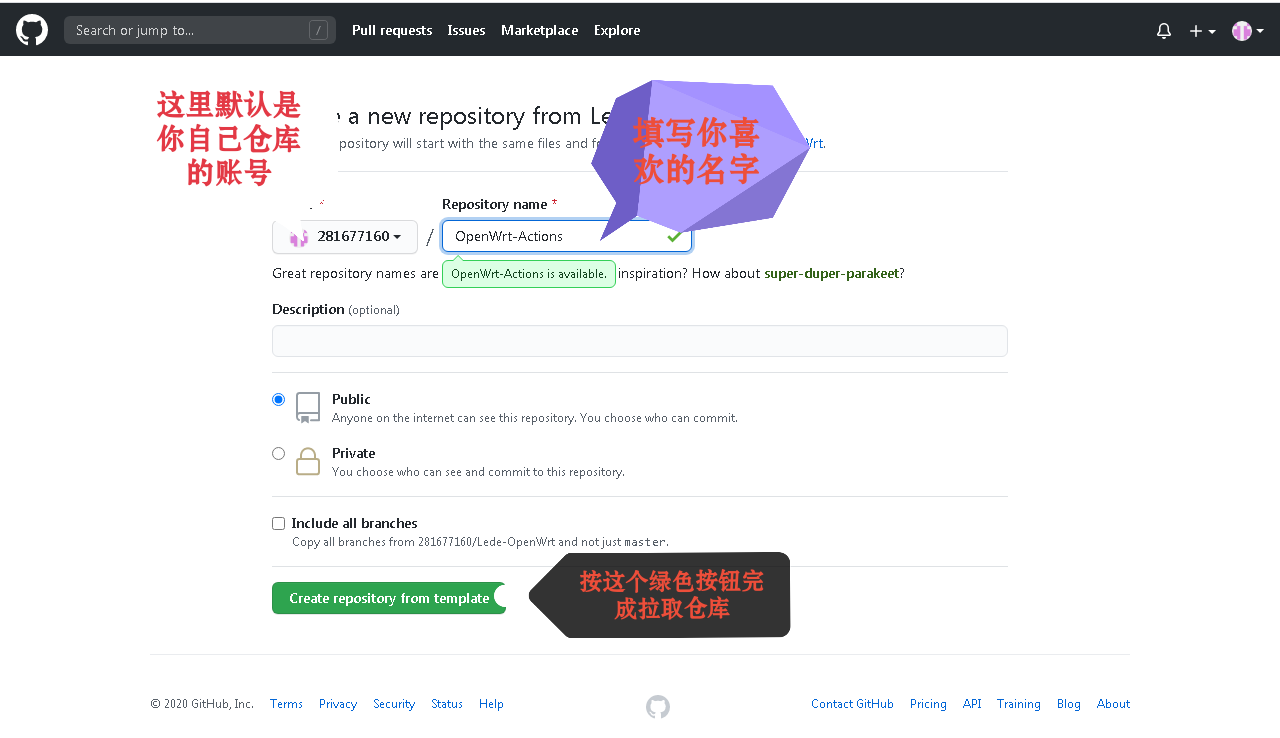 Search or jump to... /
Pull requests Issues Marketplace Explore
这里默认是
你自己仓库
的账号
a new repository from Le
pository will start with the same files and fo
Wrt.
填写你喜
欢的名字
Repository name *
281677160 / OpenWrt-Actions
Great repository names are OpenWrt-Actions is available. inspiration? How about super-duper-parakeet?
Description (optional)
Public
Anyone on the internet can see this repository. You choose who can commit.
Private
You choose who can see and commit to this repository.
Include all branches
Copy all branches from 281677160/Lede-OpenWrt and not just master.
Create repository from template
按这个绿色按钮完
成拉取仓库
© 2020 GitHub, Inc. Terms Privacy Security Status Help Contact GitHub Pricing API Training Blog About